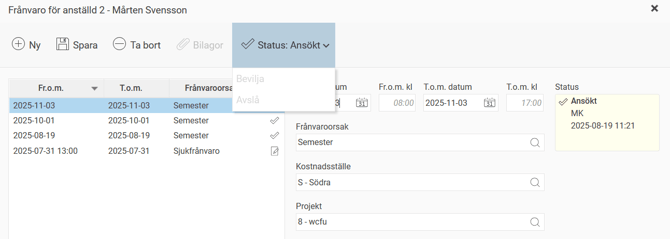 Frånvaro för anställd 2 - Mårten Svensson
Ny
Spara
Ta bort
Bilagor
Status: Ansökt
Bevilja
Avslå
Fr.o.m.
T.o.m.
Frånvaroorsa
2025-11-03
2025-11-03
Semester
2025-10-01
2025-10-01
Semester
2025-08-19
2025-08-19
Semester
2025-07-31 13:00
2025-07-31
Sjukfrånvaro
Fr.o.m. kl
T.o.m. datum
T.o.m. kl
08:00
2025-11-03
17:00
Frånvaroorsak
Semester
Kostnadsställe
S - Södra
Projekt
8 - wcfu
Status
Ansökt
MK
2025-08-19 11:21